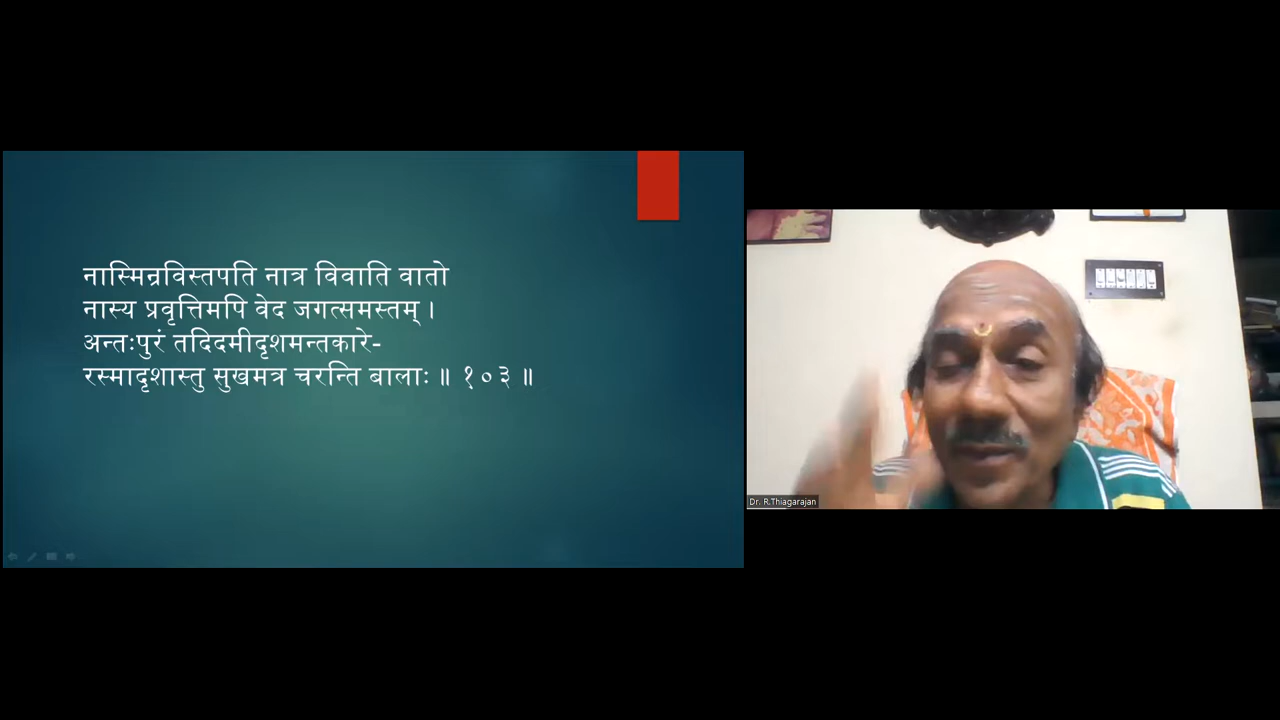 नास्मिन्रविस्तपति नात्र विवाति वातो
नास्य प्रवृत्तिमपि वेद जगत्समस्तम् ।
अन्तःपुरं तदिदमीदृशमन्तकारे-
रस्मादृशास्तु सुखमत्र चरन्ति बालाः ॥ १०३ ॥
Dr. R.Thiagarajan